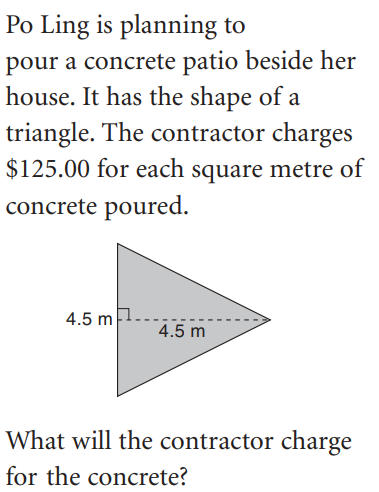 Po Ling is planning to
pour a concrete patio beside her
house. It has the shape of a
triangle. The contractor charges
$125.00 for each square metre of
concrete poured.
4.5 m
4.5 m
What will the contractor charge
for the concrete?